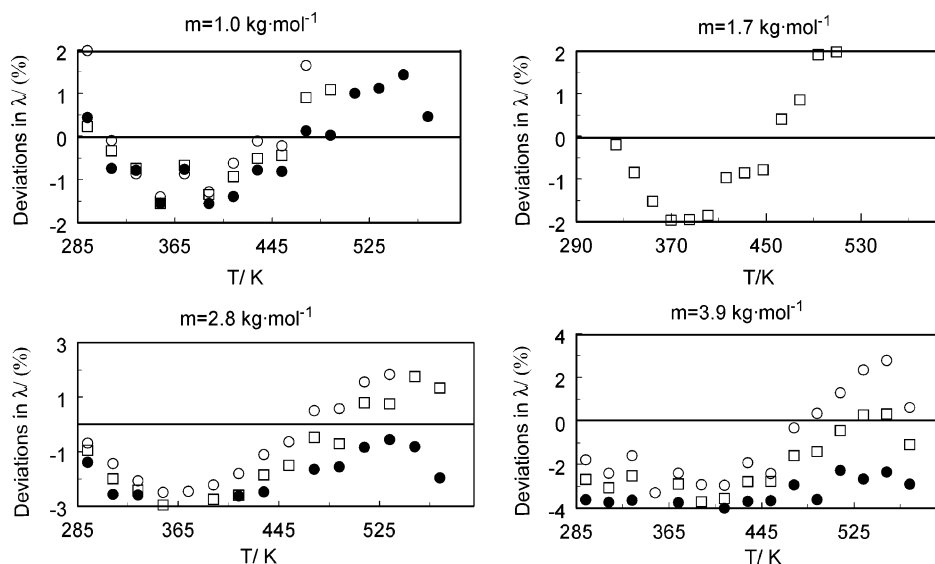 m=1.0 kg·mol-1
2
1
0
-1
-2
285 365 445 525
Deviations in λ/ (%)
T/ K
m=1.7 kg·mol-1
2
1
0
-1
-2
290 370 450 530
Deviations in λ/ (%)
T/K
m=2.8 kg·mol-1
3
1
-1
-3
285 365 445 525
Deviations in λ/ (%)
T/ K
m=3.9 kg·mol-1
4
2
0
-2
-4
285 365 445 525
Deviations in λ/ (%)
T/ K